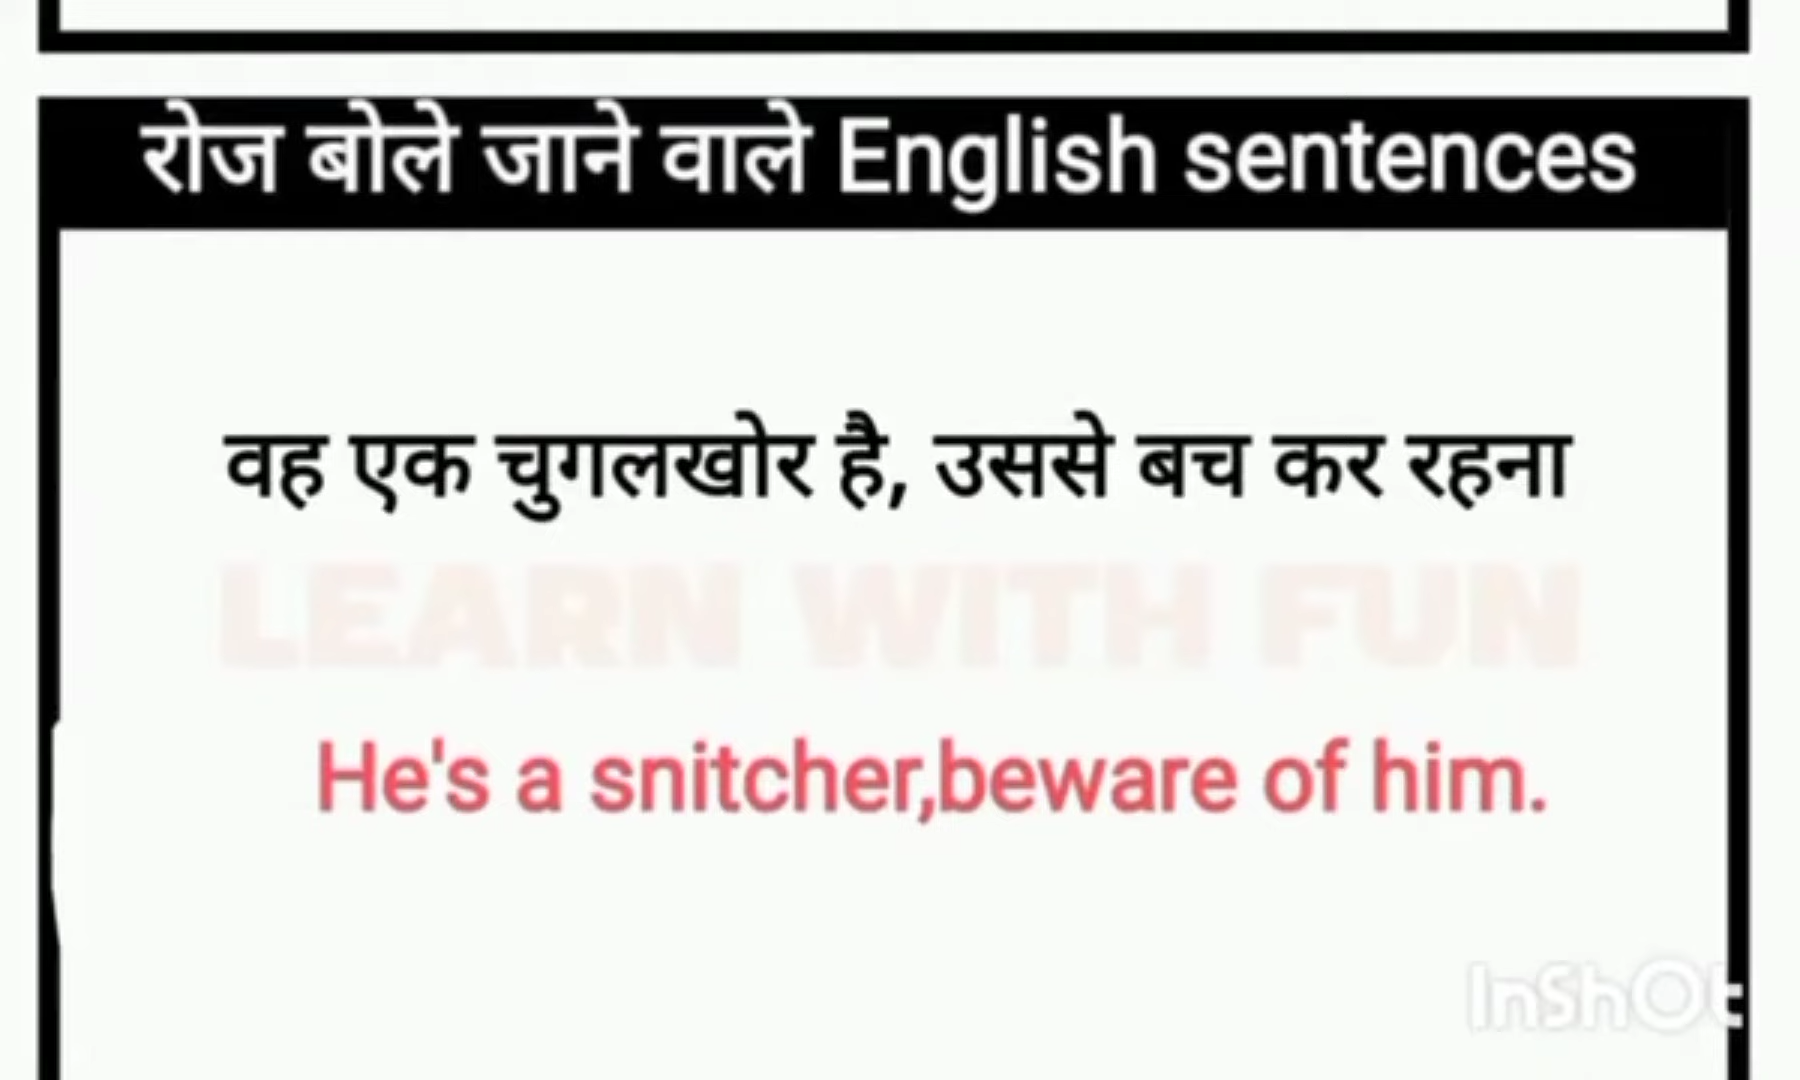 रोज बोले जाने वाले English sentences
वह एक चुगलखोर है, उससे बच कर रहना
LEARN WITH FUN
He's a snitcher,beware of him.
InShOt